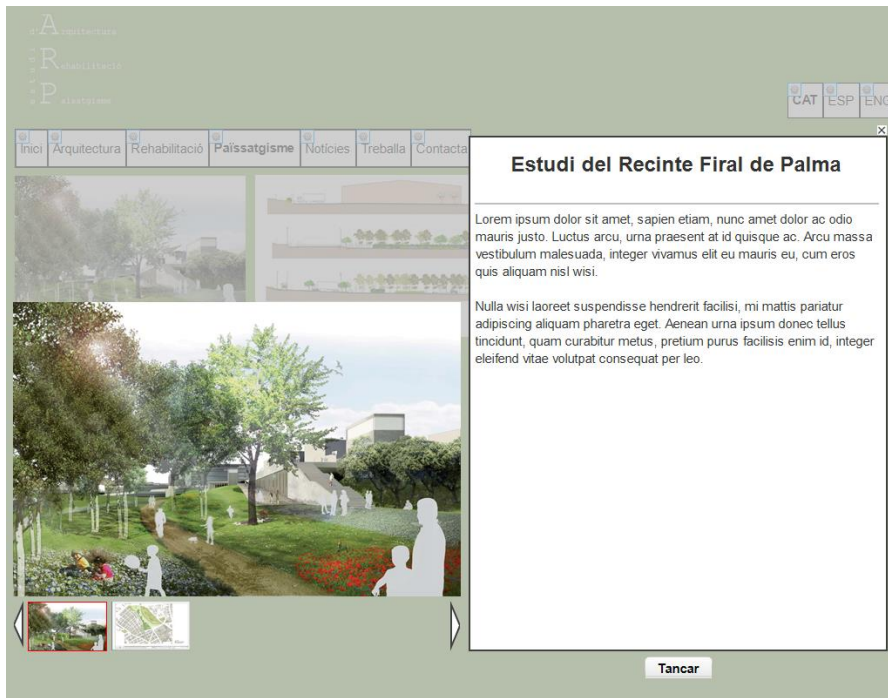 Arquitectura
Rehabilitació
Paisatgisme
CAT ESP ENG
Inici Arquitectura Rehabilitació Païssatgisme Notícies Treballa Contacta
Estudi del Recinte Firal de Palma
Lorem ipsum dolor sit amet, sapien etiam, nunc amet dolor ac odio
mauris justo. Luctus arcu, urna praesent at id quisque ac. Arcu massa
vestibulum malesuada, integer vivamus elit eu mauris eu, cum eros
quis aliquam nisl wisi.
Nulla wisi laoreet suspendisse hendrerit facilisi, mi mattis pariatur
adipiscing aliquam pharetra eget. Aenean urna ipsum donec tellus
tincidunt, quam curabitur metus, pretium purus facilisis enim id, integer
eleifend vitae volutpat consequat per leo.
Tancar